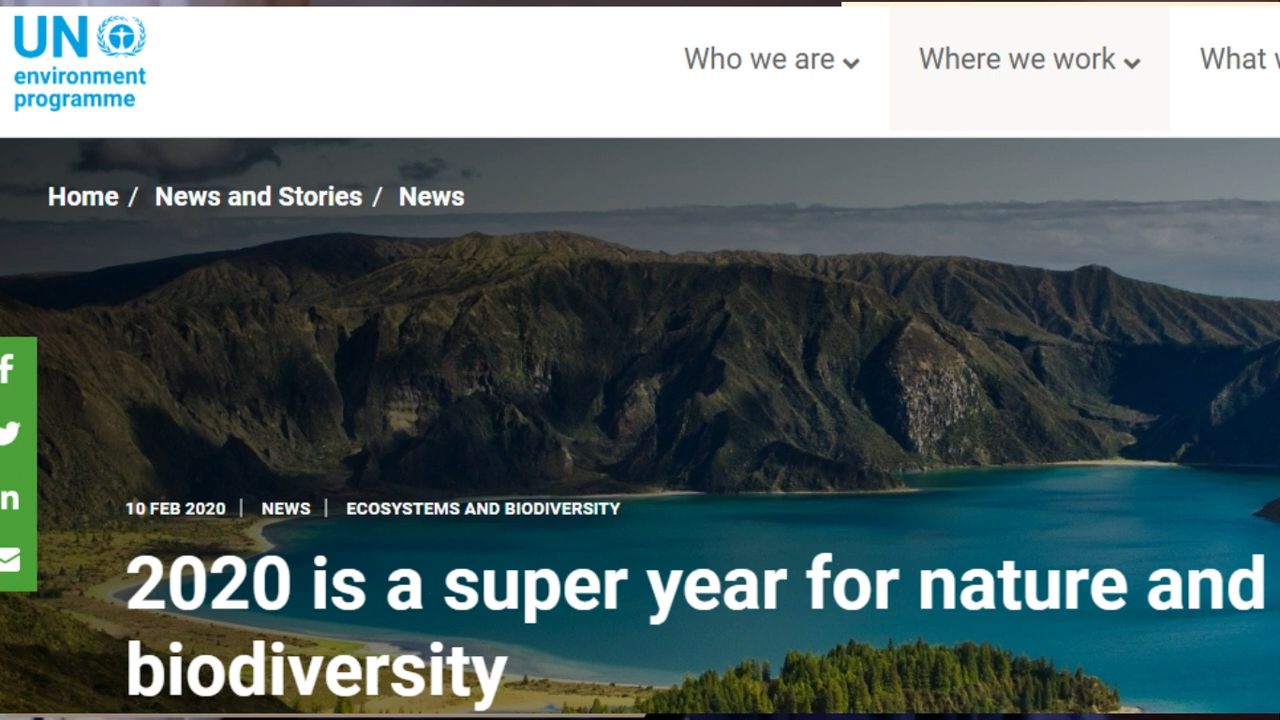 UN
environment
programme
Who we are
Where we work
What
Home / News and Stories / News
10 FEB 2020 | NEWS | ECOSYSTEMS AND BIODIVERSITY
2020 is a super year for nature and
biodiversity